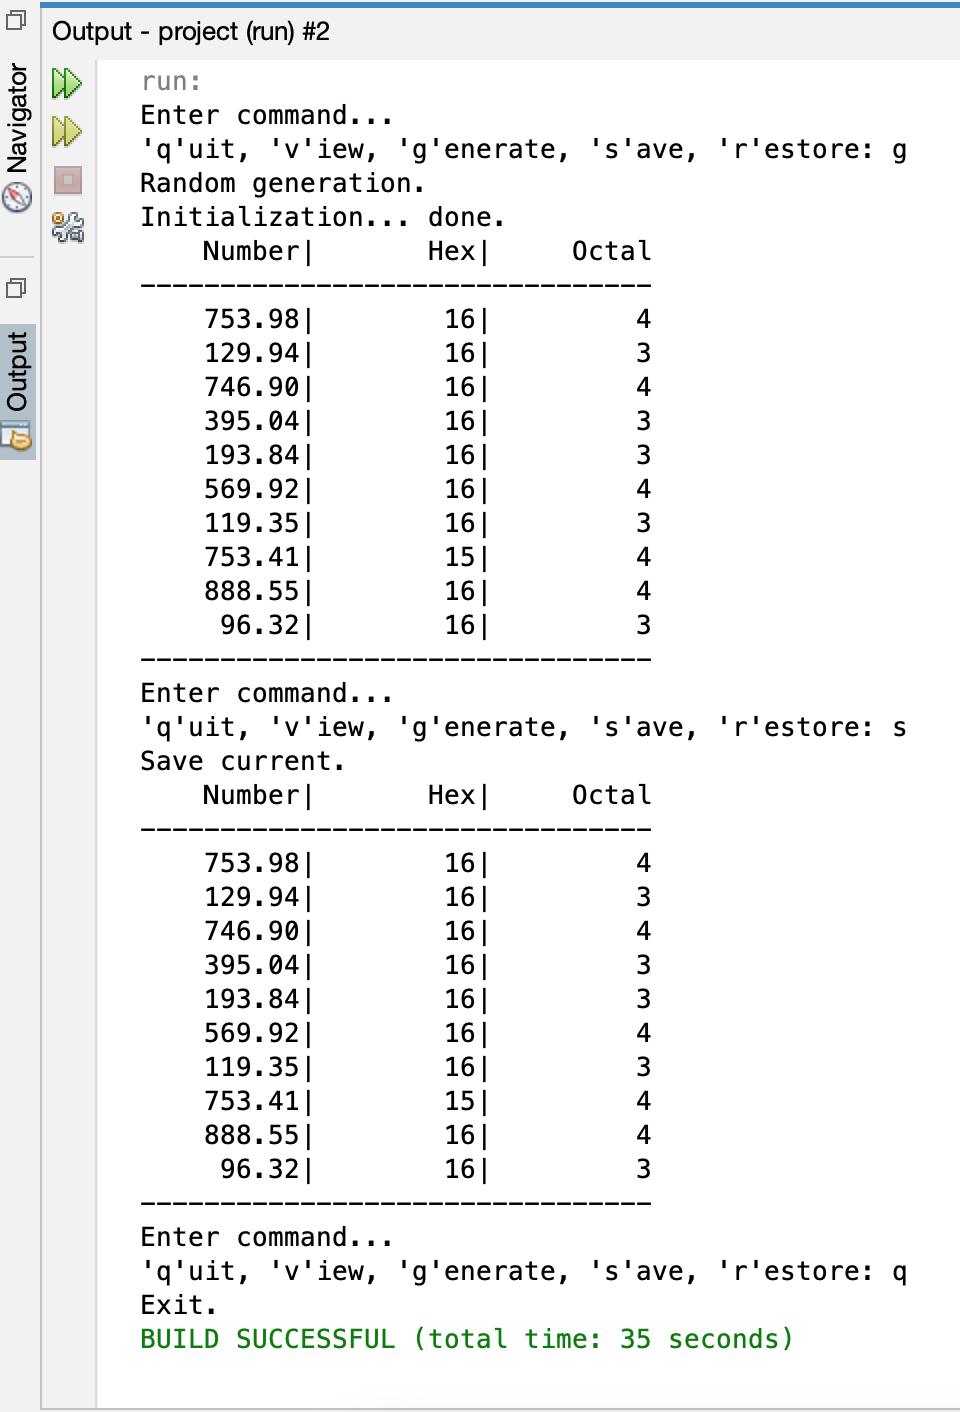 Output - project (run) #2
Navigator
Output
run:
Enter command...
'q'uit, 'v'iew, 'g'enerate, 's'ave, 'r'estore: g
Random generation.
Initialization... done.
    Number|       Hex|     Octal
--------------------------------
    753.98|        16|         4
    129.94|        16|         3
    746.90|        16|         4
    395.04|        16|         3
    193.84|        16|         3
    569.92|        16|         4
    119.35|        16|         3
    753.41|        15|         4
    888.55|        16|         4
     96.32|        16|         3
--------------------------------
Enter command...
'q'uit, 'v'iew, 'g'enerate, 's'ave, 'r'estore: s
Save current.
    Number|       Hex|     Octal
--------------------------------
    753.98|        16|         4
    129.94|        16|         3
    746.90|        16|         4
    395.04|        16|         3
    193.84|        16|         3
    569.92|        16|         4
    119.35|        16|         3
    753.41|        15|         4
    888.55|        16|         4
     96.32|        16|         3
--------------------------------
Enter command...
'q'uit, 'v'iew, 'g'enerate, 's'ave, 'r'estore: q
Exit.
BUILD SUCCESSFUL (total time: 35 seconds)